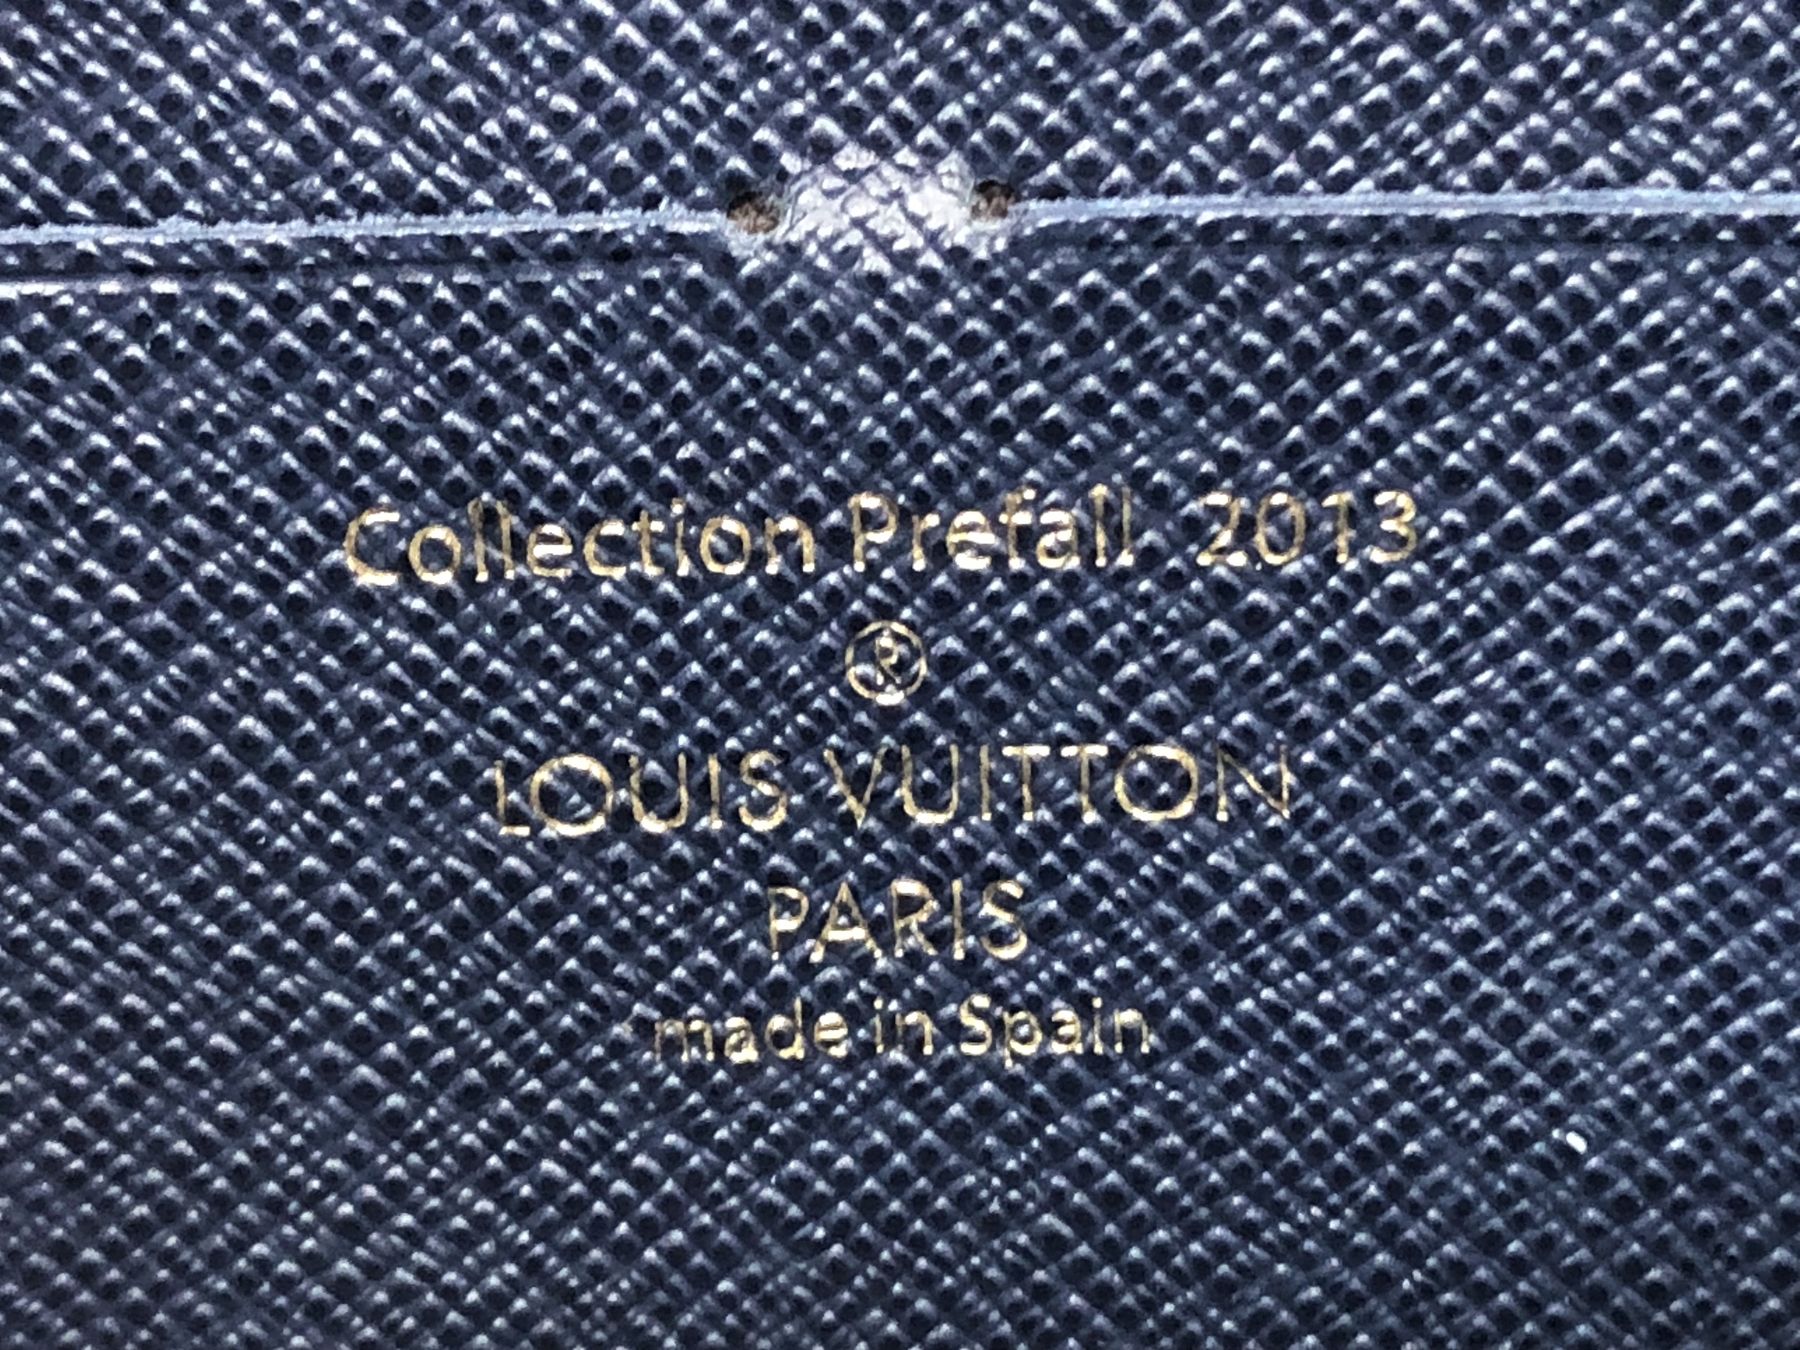 Collection Prefall 2013
®
LOUIS VUITTON
PARIS
made in Spain